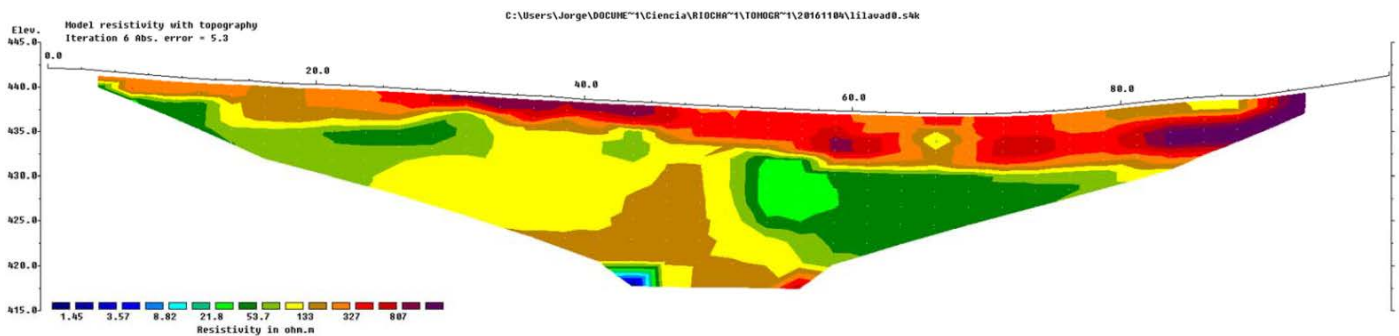 C:\Users\Jorge\DOCUME~1\Ciencia\RIOCHA~1\TOMOGR~1\20161104\lilavad0.s4k
Model resistivity with topography
Iteration 6 Abs. error = 5.3
Elev.
445.0
0.0
20.0
440.0
40.0
80.0
60.0
435.0
430.0
425.0
420.0
415.0
1.45 3.57 8.82 21.8 53.7 133 327 807
Resistivity in ohm.m